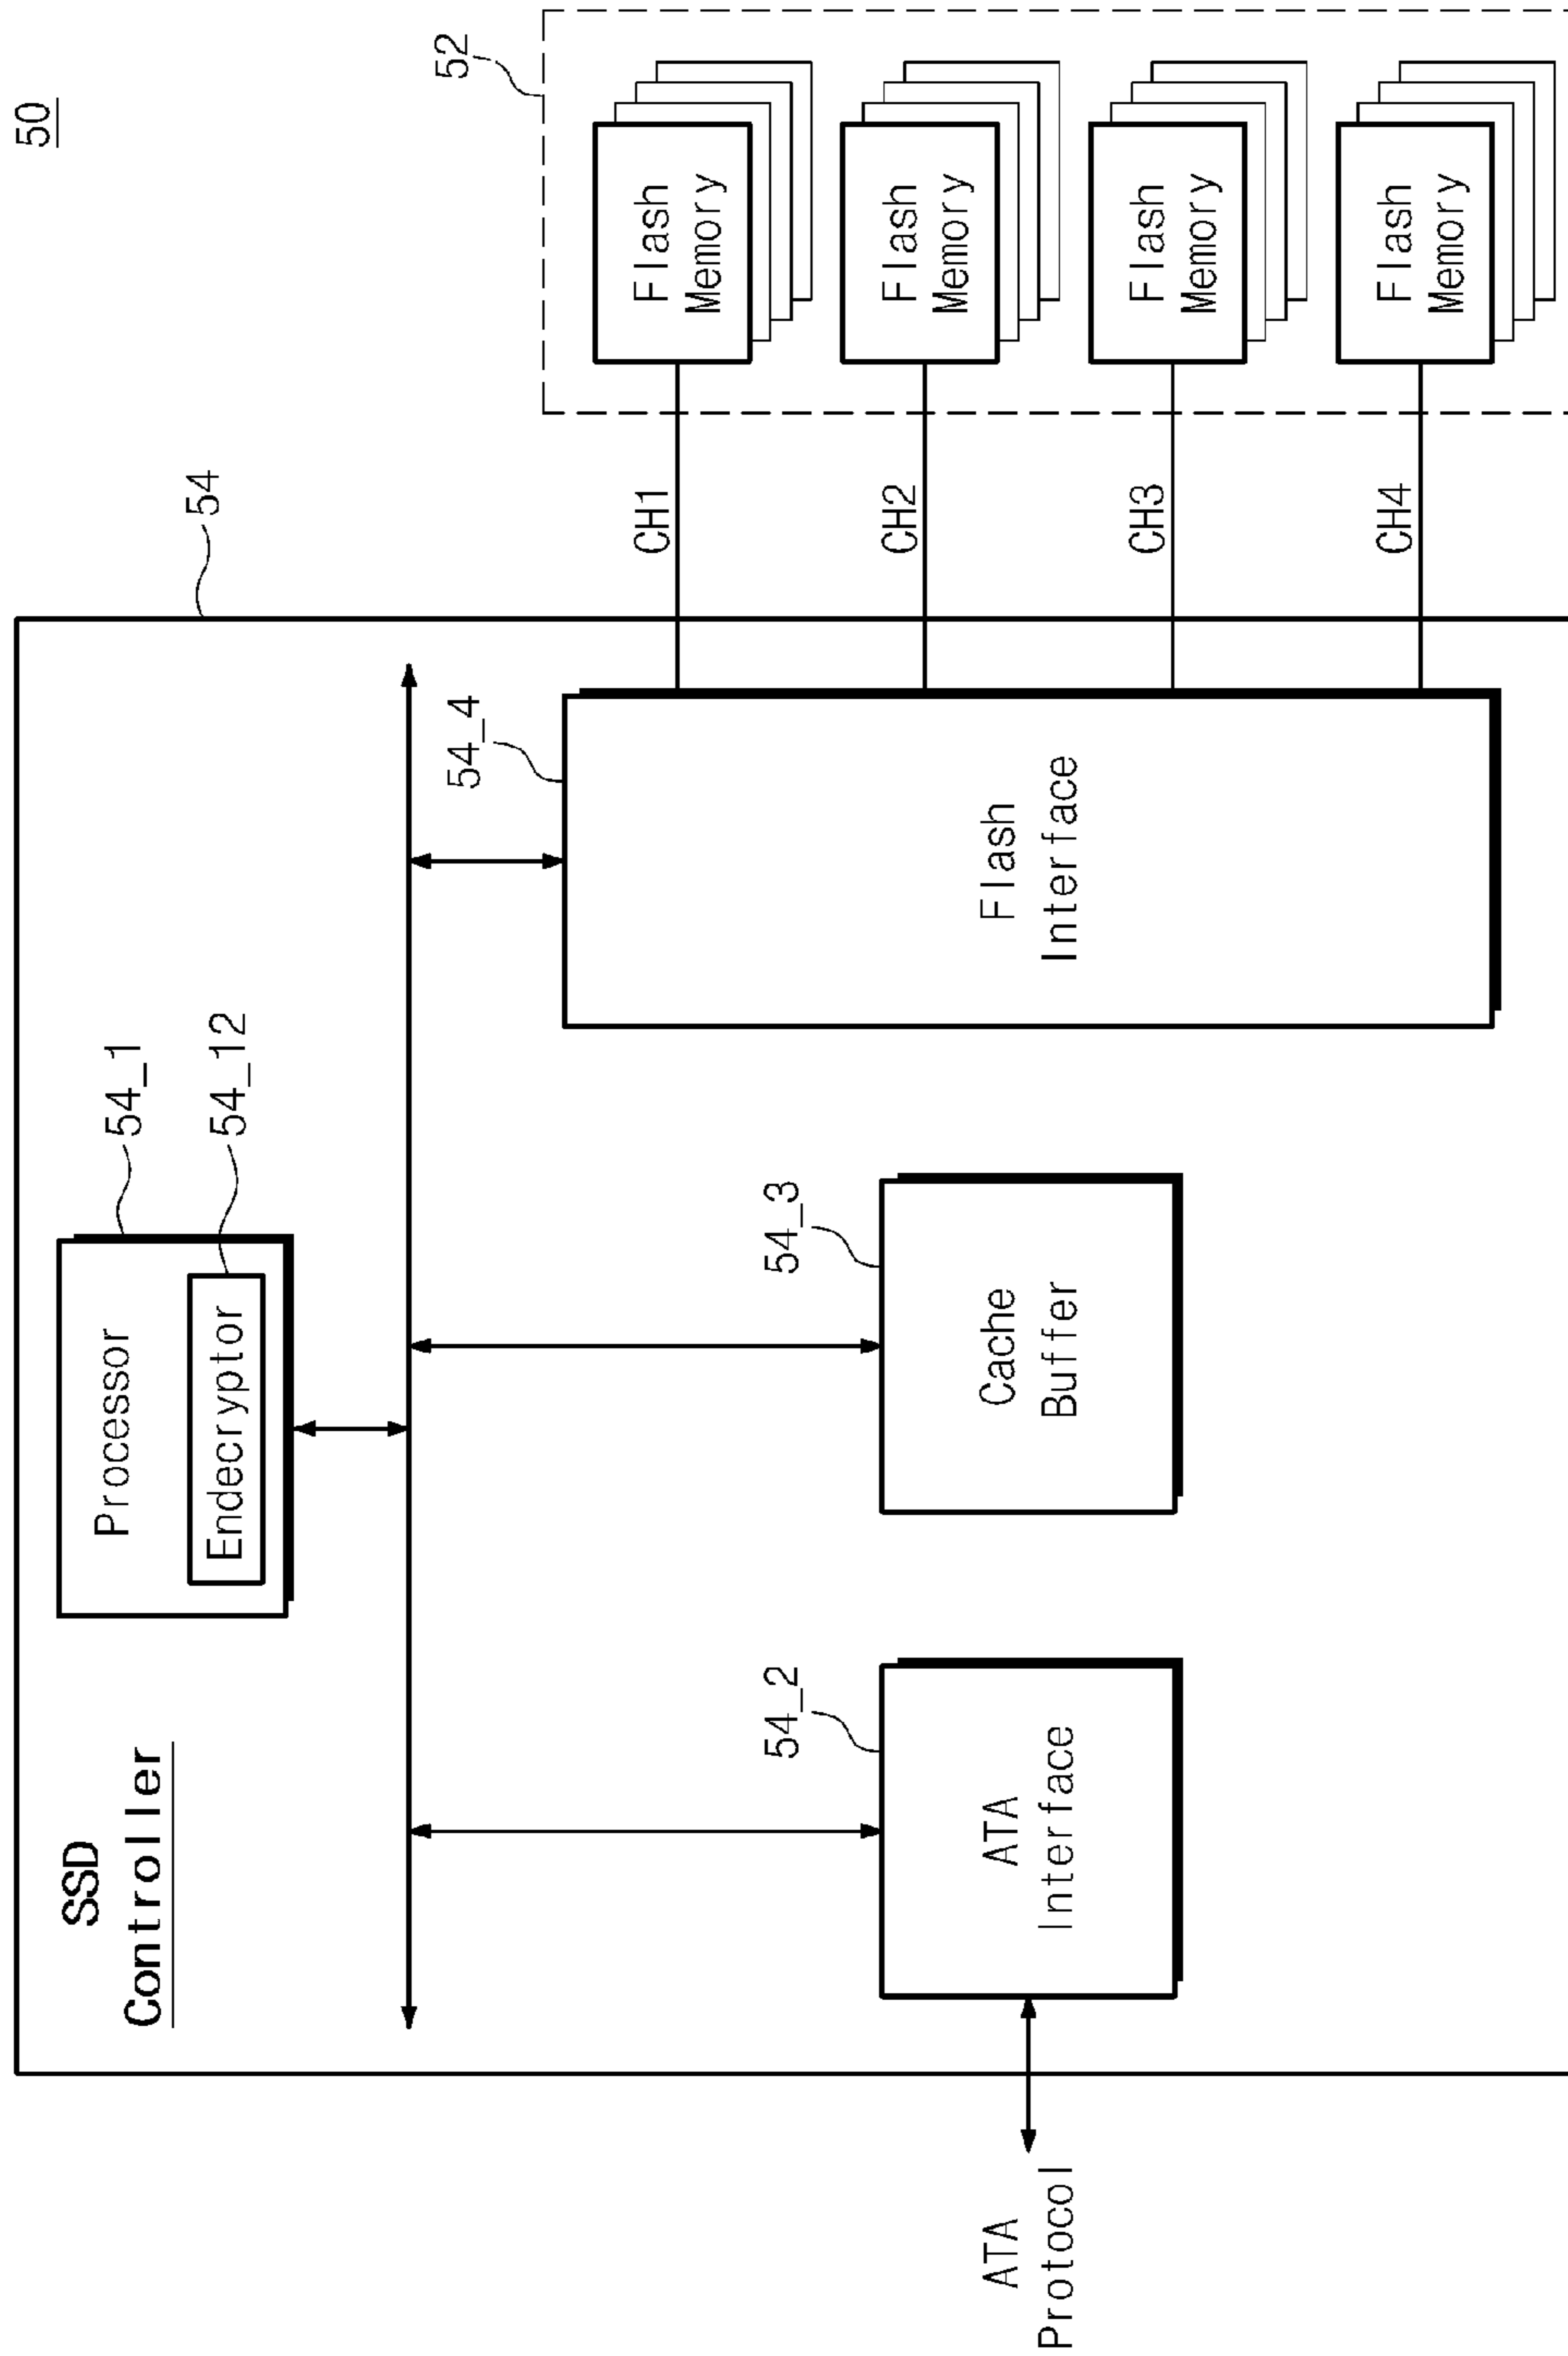 50
54
52
SSD
Controller
Processor
54_1
Endecryptor
54_12
54_2
54_3
54_4
ATA
Protocol
ATA
Interface
Cache
Buffer
Flash
Interface
CH1
Flash
Memory
CH2
Flash
Memory
CH3
Flash
Memory
CH4
Flash
Memory